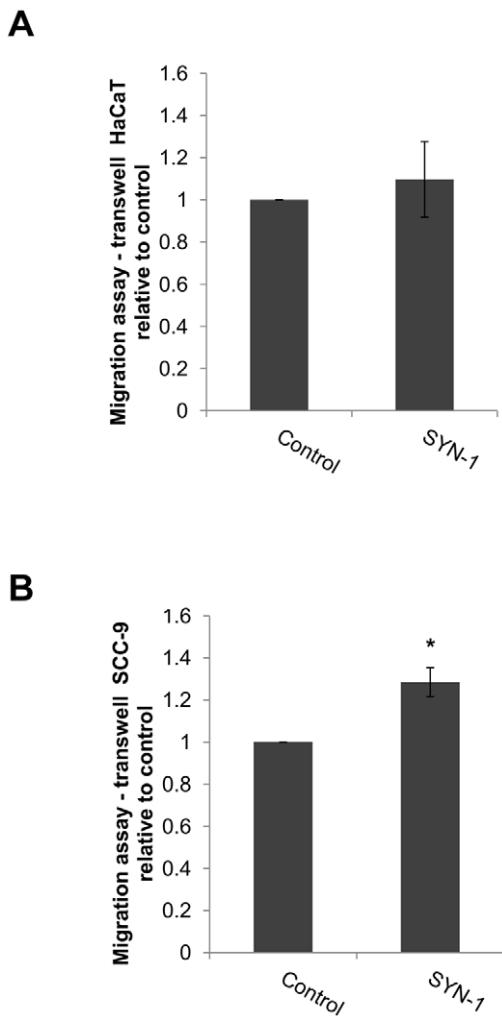 A
Migration assay - transwell HaCaT
relative to control
1.6
1.4
1.2
1
0.8
0.6
0.4
0.2
0
Control
SYN-1
B
Migration assay - transwell SCC-9
relative to control
1.6
1.4
1.2
1
0.8
0.6
0.4
0.2
0
*
Control
SYN-1